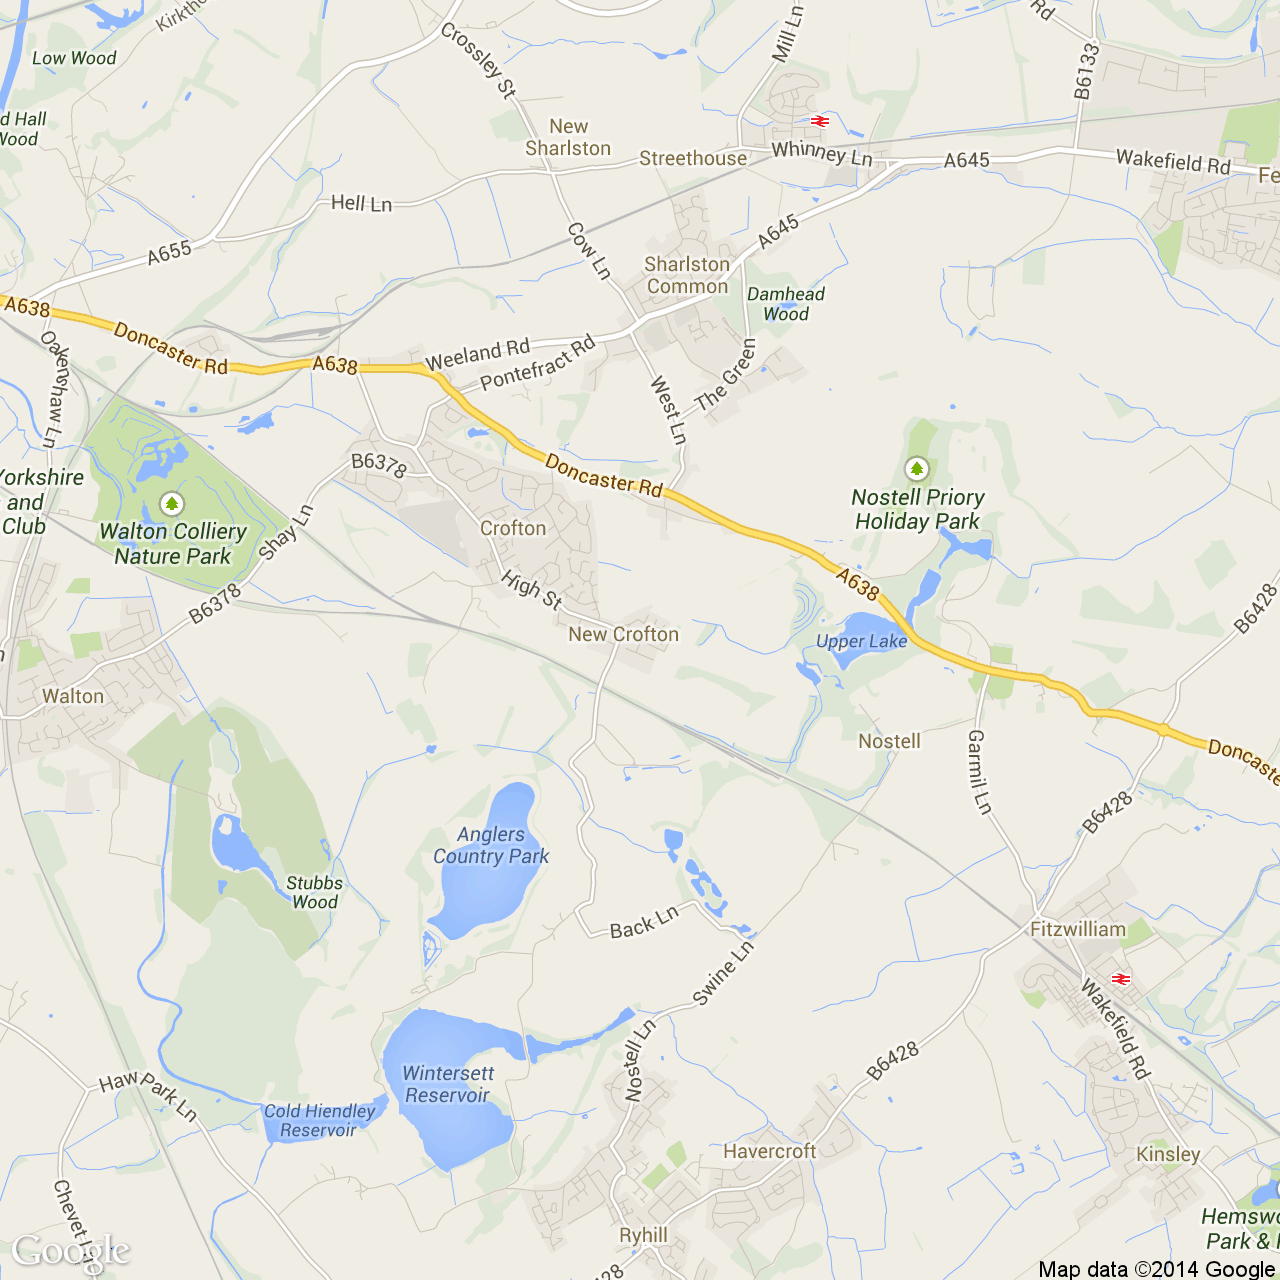 Kirkth
Low Wood
Crossley St
Mill Ln
Rd
B6133
d Hall
Wood
New
Sharlston
Streethouse
Whinney Ln
A645
Wakefield Rd
Fe
Hell Ln
A655
Cow Ln
A645
Sharlston
Common
Damhead
Wood
A638
Oakenshaw Ln
Doncaster Rd
A638
Weeland Rd
Pontefract Rd
West Ln
The Green
B6378
Doncaster Rd
Yorkshire
and
Club
Walton Colliery
Nature Park
Shay Ln
Crofton
Nostell Priory
Holiday Park
B6378
High St
A638
B6428
New Crofton
Upper Lake
Walton
Nostell
Garmil Ln
Doncaste
Anglers
Country Park
B6428
Stubbs
Wood
Back Ln
Swine Ln
Fitzwilliam
Wakefield Rd
Nostell Ln
B6428
Wintersett
Reservoir
Haw Park Ln
Cold Hiendley
Reservoir
Havercroft
Kinsley
Chevet Ln
Ryhill
Hemswo
Park &
6428
Google
Map data ©2014 Google